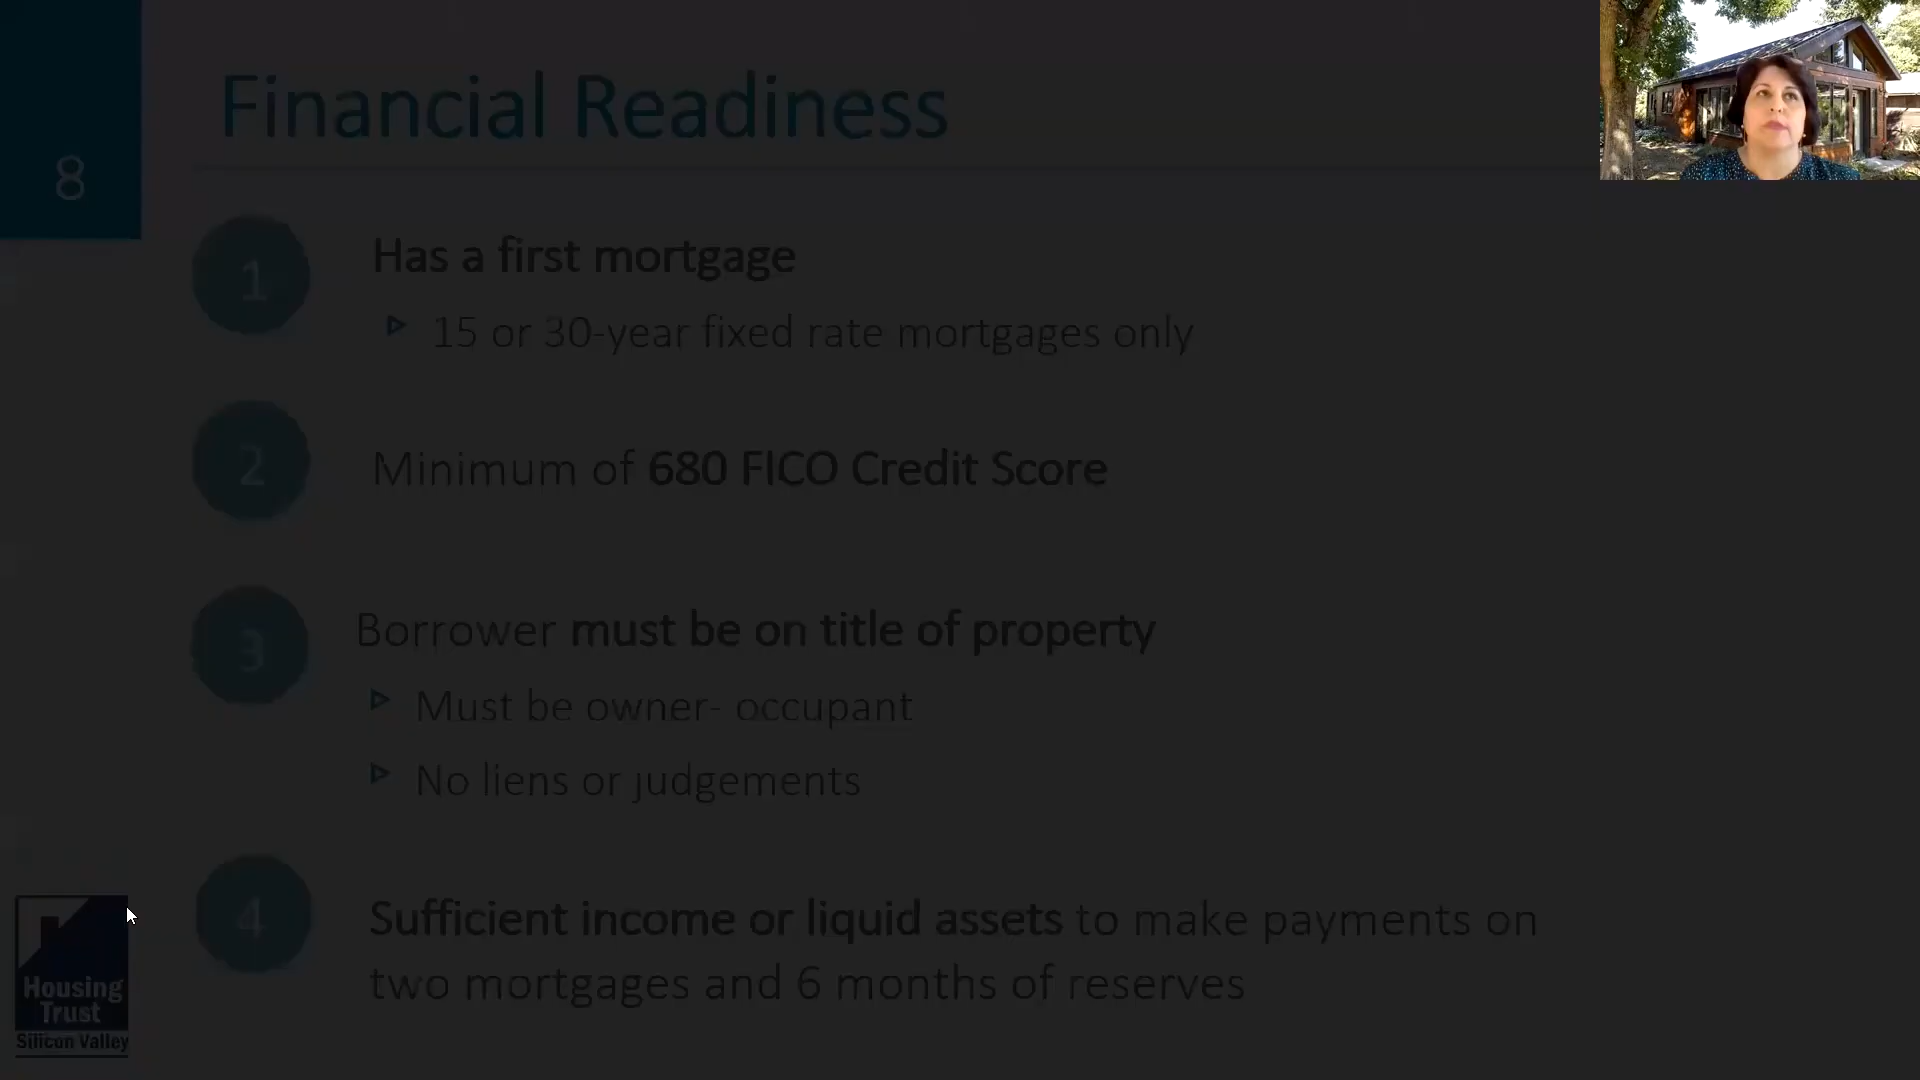 Financial Readiness
8
1
Has a first mortgage
15 or 30-year fixed rate mortgages only
2
Minimum of 680 FICO Credit Score
3
Borrower must be on title of property
Must be owner- occupant
No liens or judgements
4
Sufficient income or liquid assets to make payments on
two mortgages and 6 months of reserves
Housing
Trust
Silicon Valley